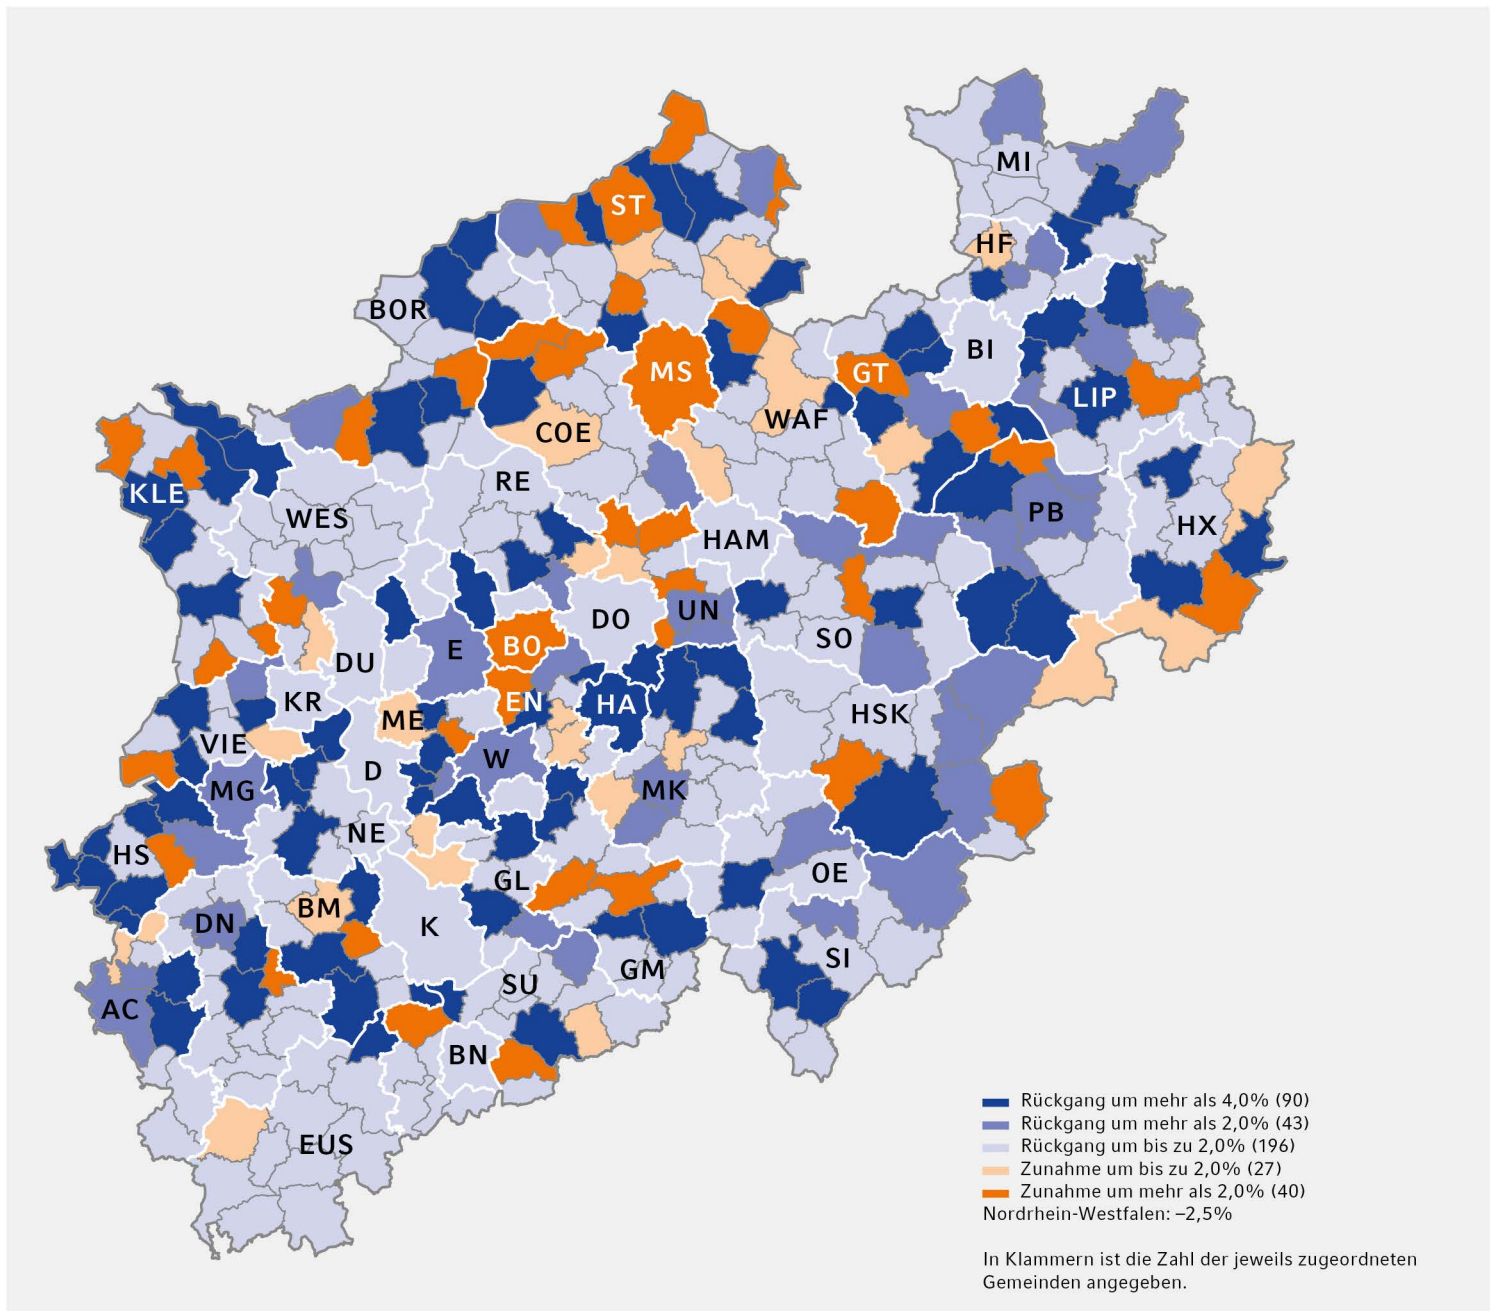 MI
ST
HF
BOR
BI
MS
GT
LIP
WAF
COE
RE
KLE
PB
WES
HX
HAM
DO
UN
SO
BO
E
DU
EN
HA
KR
HSK
ME
VIE
W
D
MG
MK
NE
HS
OE
GL
BM
DN
K
SI
GM
SU
AC
BN
EUS
Rückgang um mehr als 4,0% (90)
Rückgang um mehr als 2,0% (43)
Rückgang um bis zu 2,0% (196)
Zunahme um bis zu 2,0% (27)
Zunahme um mehr als 2,0% (40)
Nordrhein-Westfalen: –2,5%
In Klammern ist die Zahl der jeweils zugeordneten
Gemeinden angegeben.